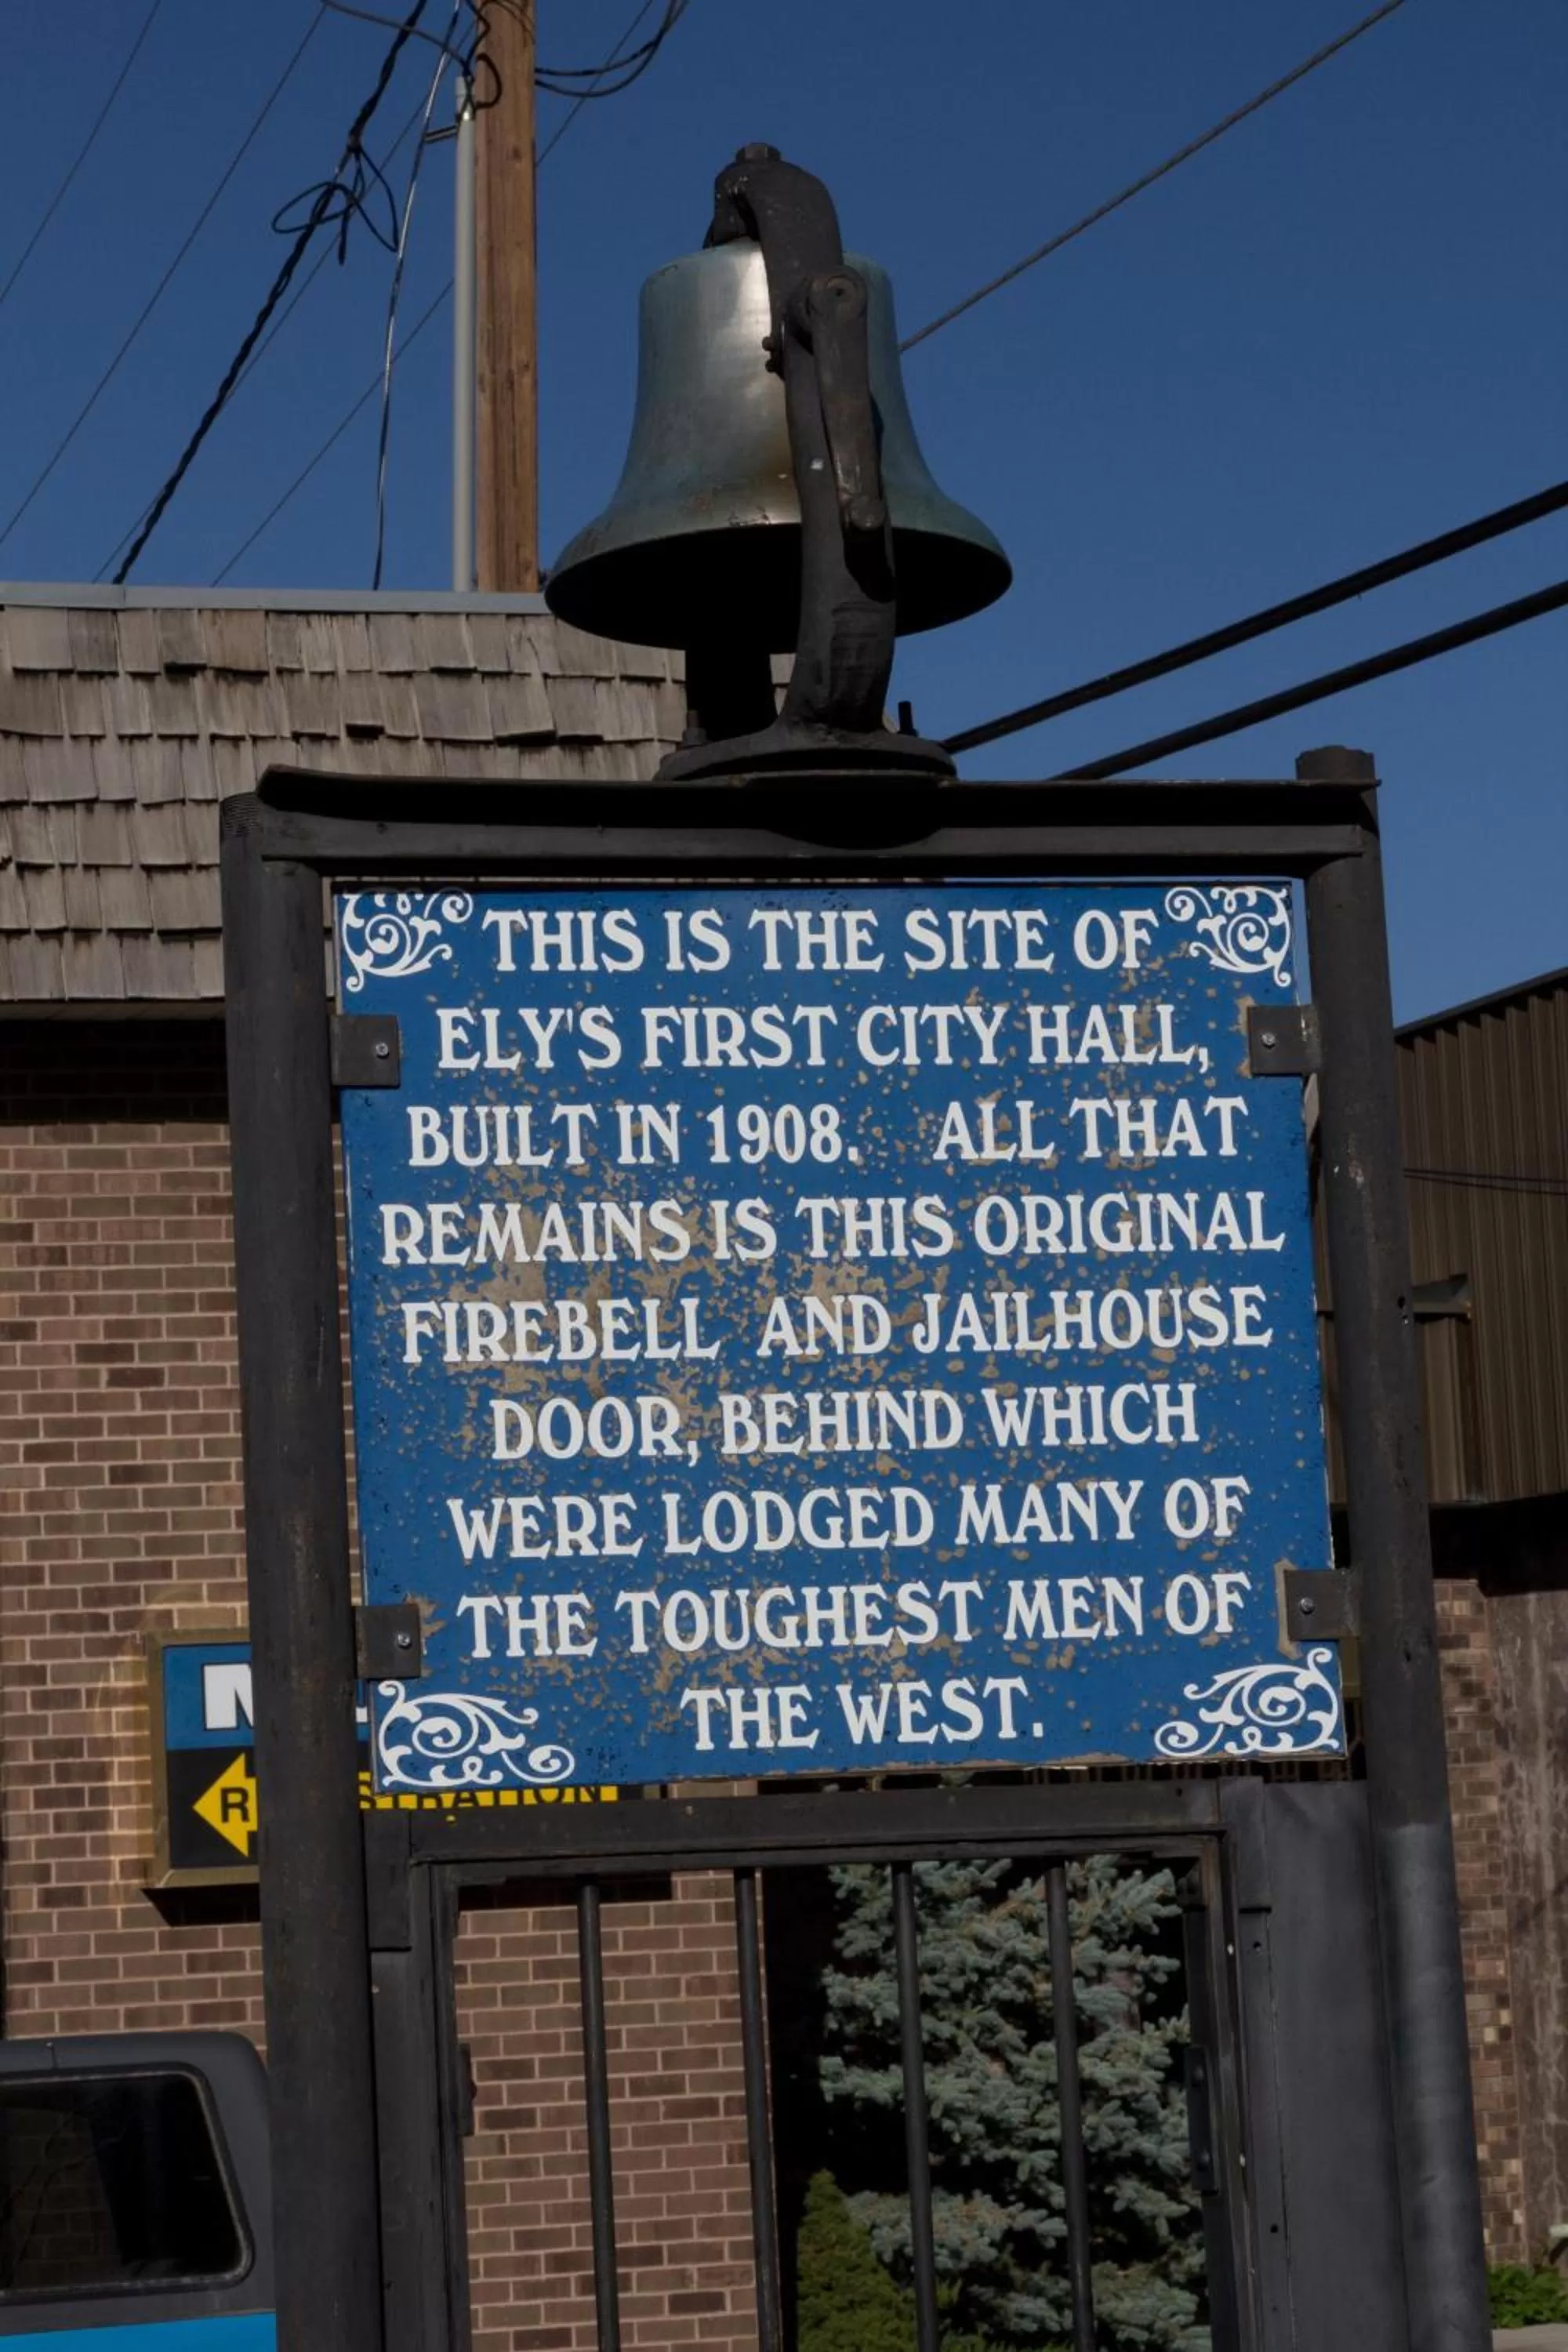 THIS IS THE SITE OF
ELY'S FIRST CITY HALL,
BUILT IN 1908. ALL THAT
REMAINS IS THIS ORIGINAL
FIREBELL AND JAILHOUSE
DOOR, BEHIND WHICH
WERE LODGED MANY OF
THE TOUGHEST MEN OF
THE WEST.